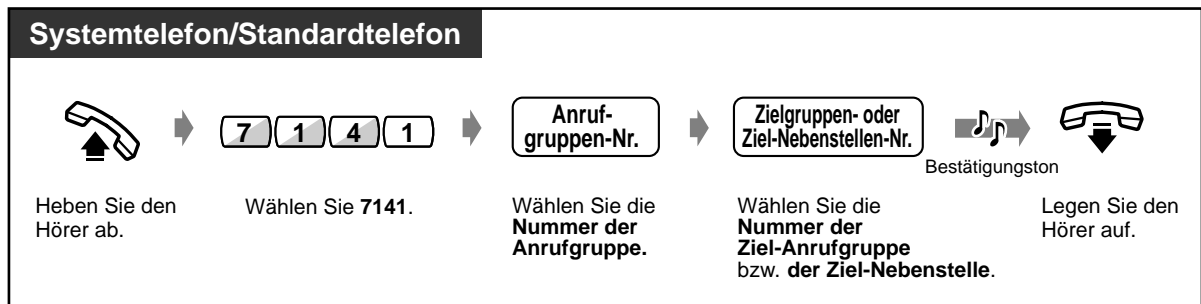 Systemtelefon/Standardtelefon
7 1 4 1
Anruf-
gruppen-Nr.
Zielgruppen- oder
Ziel-Nebenstellen-Nr.
Bestätigungston
Heben Sie den
Hörer ab.
Wählen Sie 7141.
Wählen Sie die
Nummer der
Anrufgruppe.
Wählen Sie die
Nummer der
Ziel-Anrufgruppe
bzw. der Ziel-Nebenstelle.
Legen Sie den
Hörer auf.